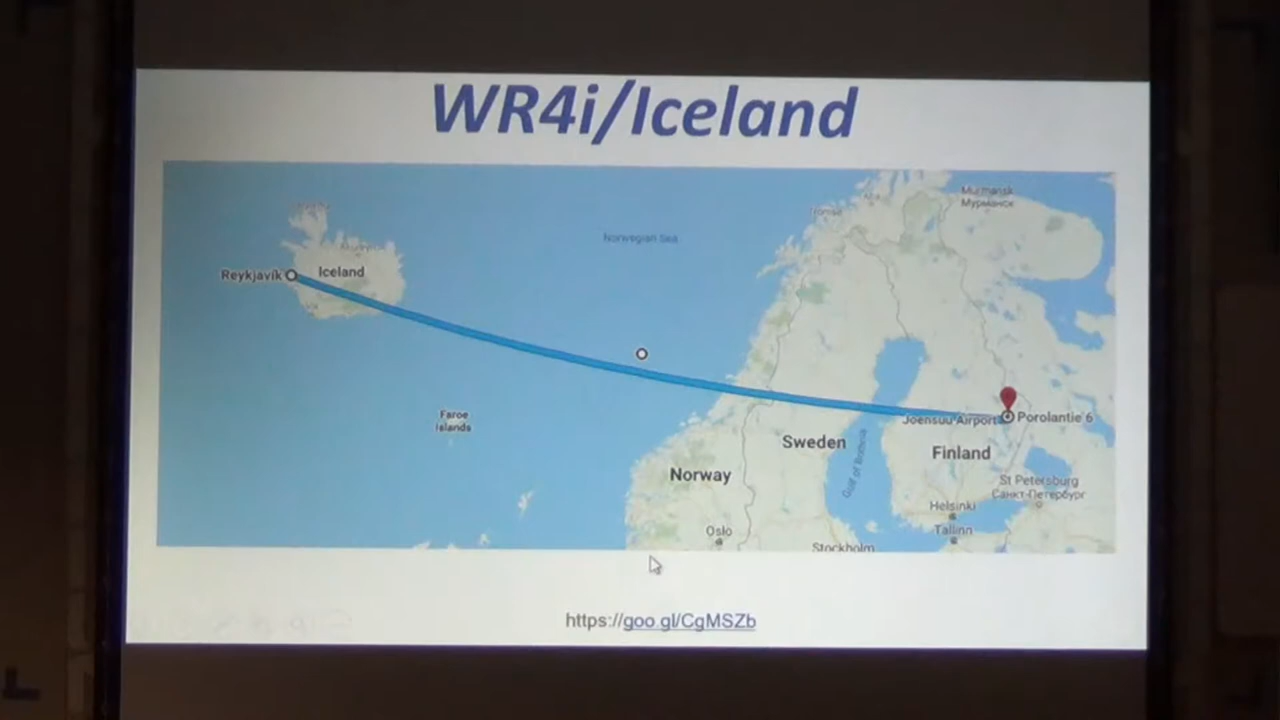 WR4i/Iceland
Murmansk
Мурманск
Norwegian Sea
Reykjavík
Iceland
Faroe
Islands
Joensuu Airport
Porolantie 6
Sweden
Finland
Norway
Gulf of Bothnia
St Petersburg
Санкт-Петербург
Helsinki
Oslo
Tallinn
Stockholm
https://goo.gl/CgMSZb